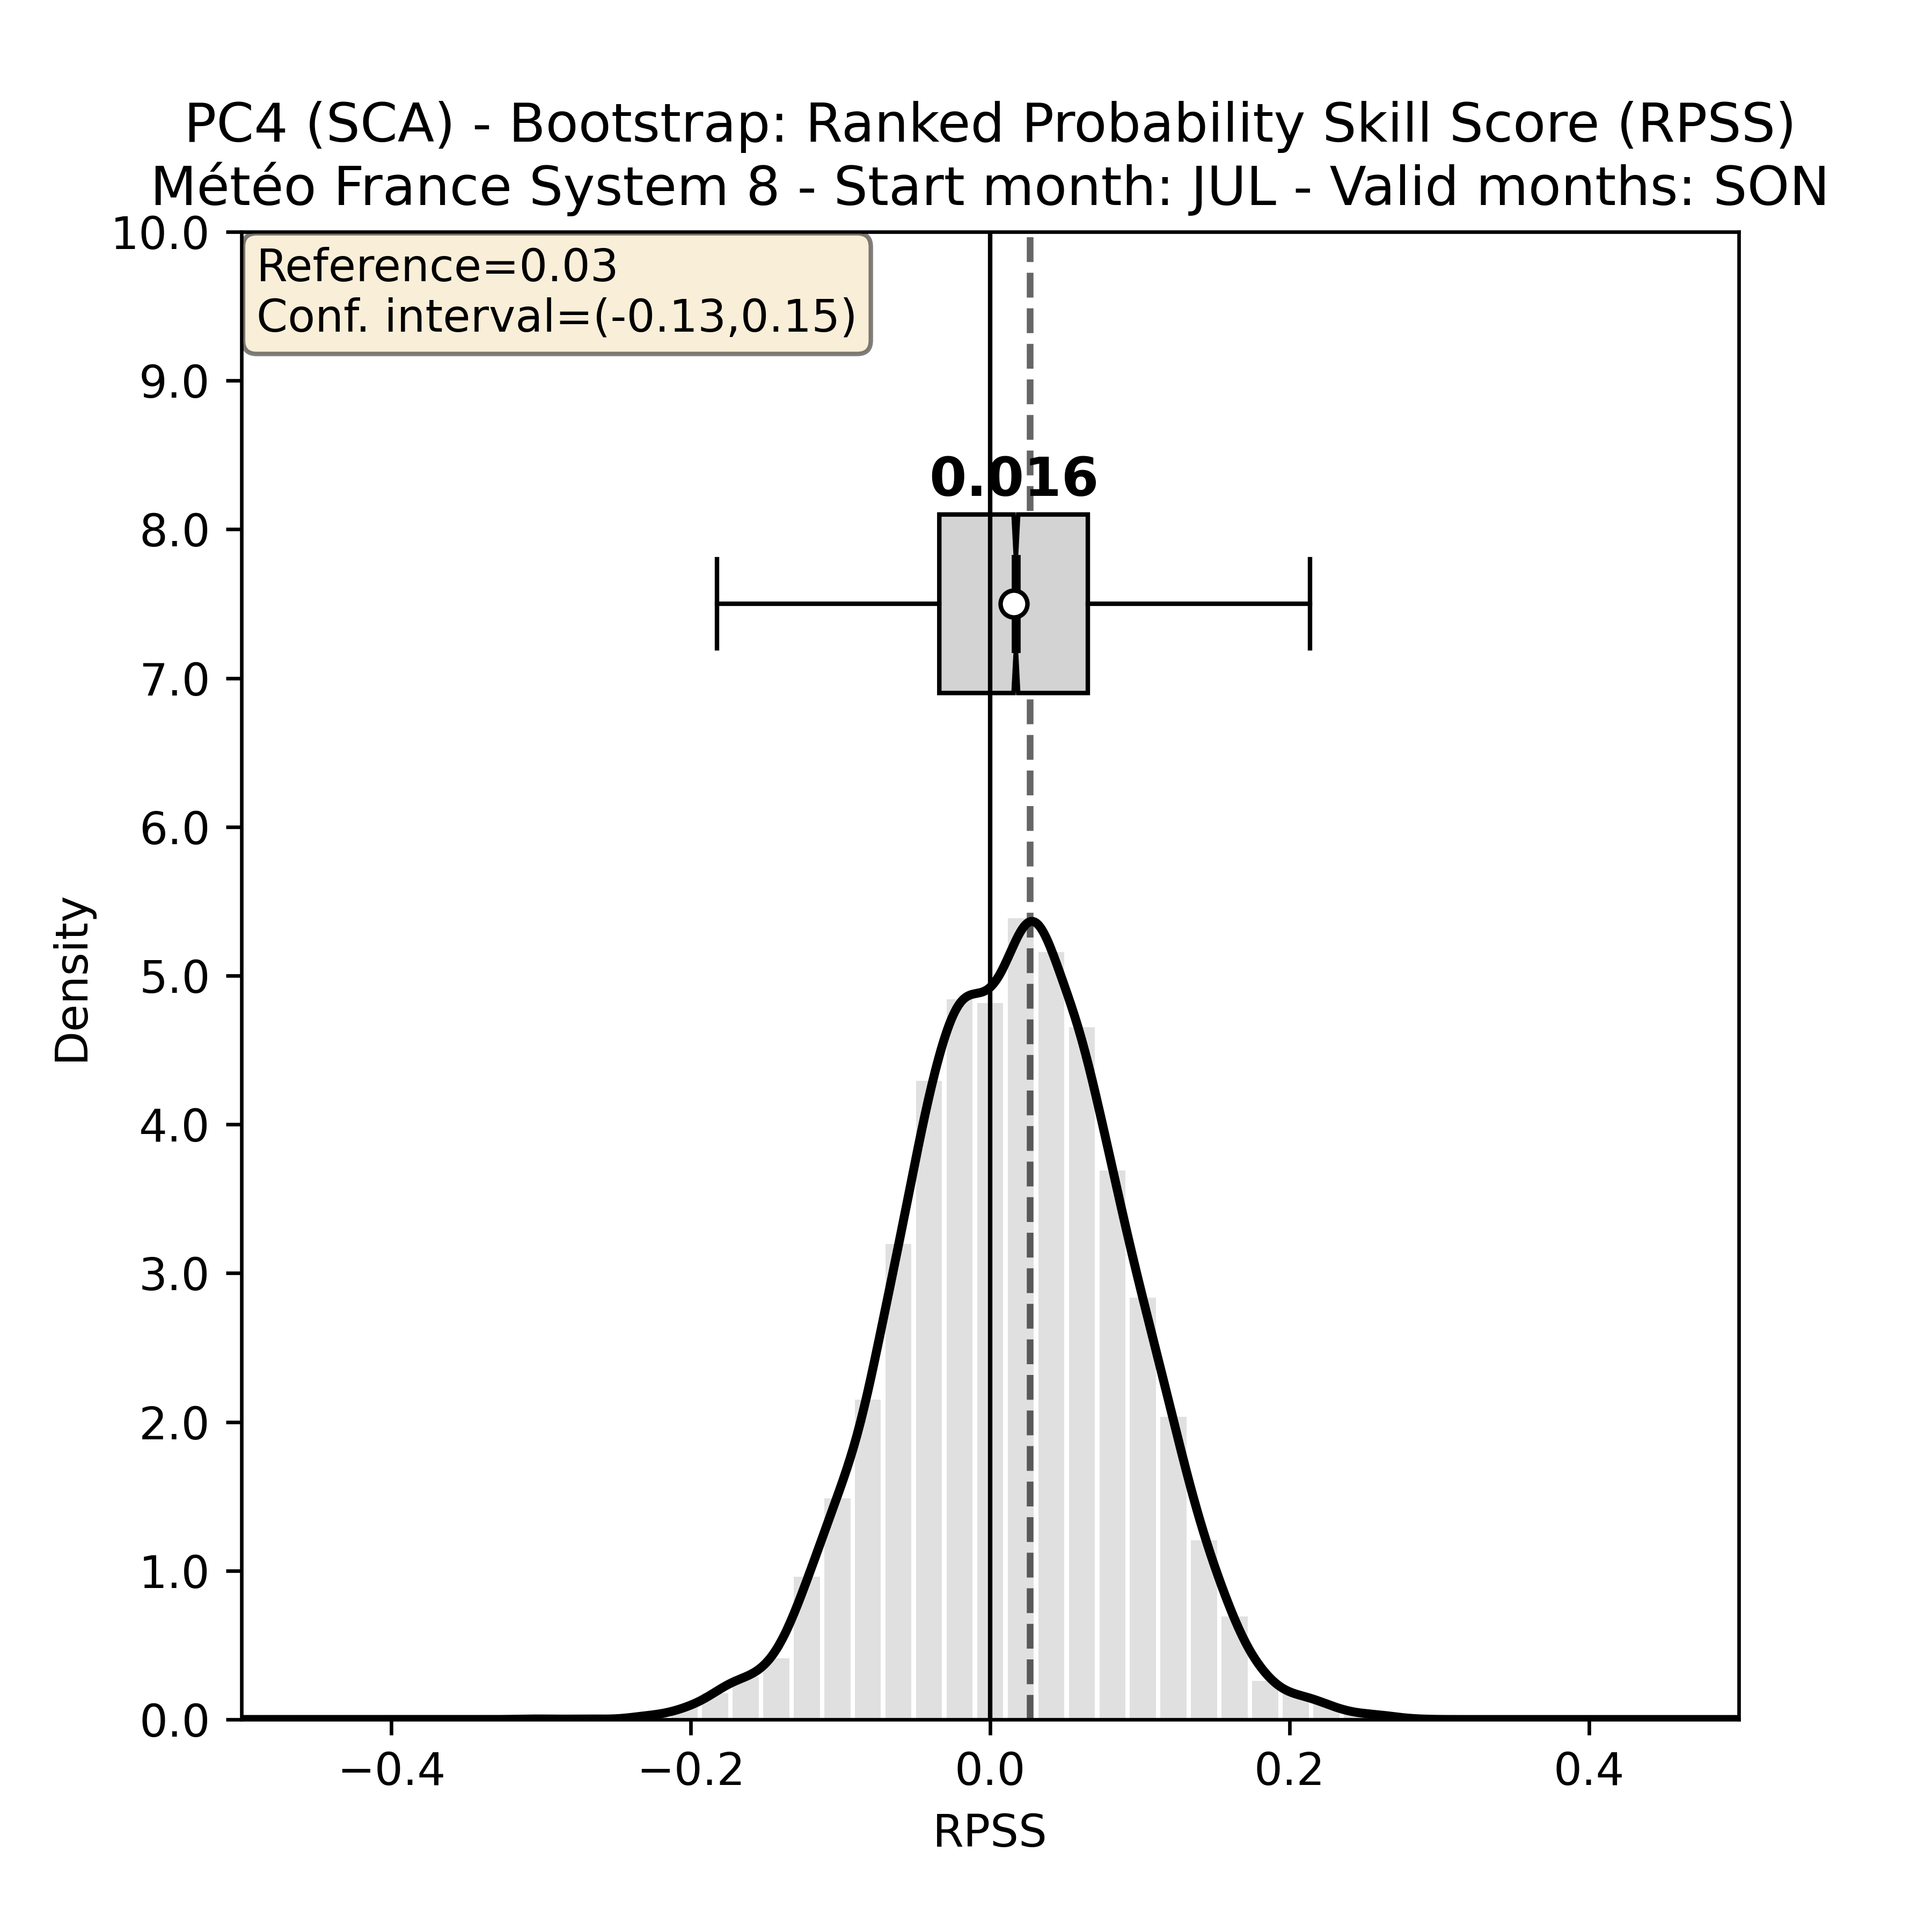 PC4 (SCA) - Bootstrap: Ranked Probability Skill Score (RPSS)
Météo France System 8 - Start month: JUL - Valid months: SON
Reference=0.03
Conf. interval=(-0.13,0.15)
0.016
10.0
9.0
8.0
7.0
6.0
5.0
4.0
3.0
2.0
1.0
0.0
Density
−0.4 −0.2 0.0 0.2 0.4
RPSS